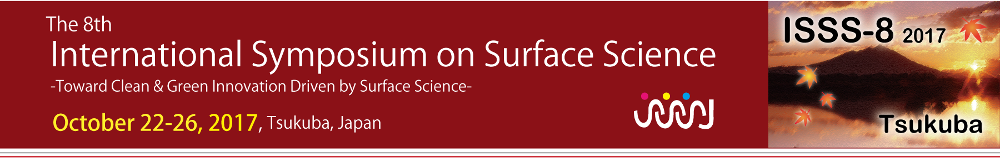 The 8th
International Symposium on Surface Science
-Toward Clean & Green Innovation Driven by Surface Science-
October 22-26, 2017, Tsukuba, Japan
ISSS-8 2017
Tsukuba